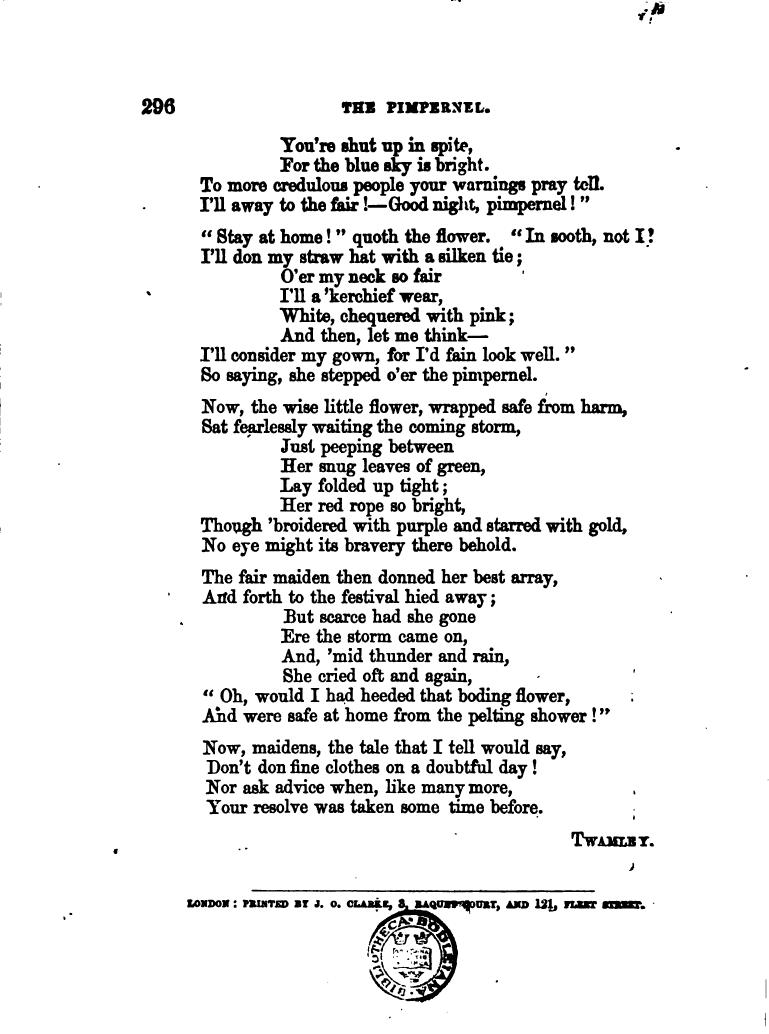 296 THE PIMPERNEL.
You're shut up in spite,
For the blue sky is bright.
To more credulous people your warnings pray tell.
I'll away to the fair!—Good night, pimpernel!"
"Stay at home!" quoth the flower. "In sooth, not I!
I'll don my straw hat with a silken tie;
O'er my neck so fair
I'll a 'kerchief wear,
White, chequered with pink;
And then, let me think—
I'll consider my gown, for I'd fain look well."
So saying, she stepped o'er the pimpernel.
Now, the wise little flower, wrapped safe from harm,
Sat fearlessly waiting the coming storm,
Just peeping between
Her snug leaves of green,
Lay folded up tight;
Her red rope so bright,
Though 'broidered with purple and starred with gold,
No eye might its bravery there behold.
The fair maiden then donned her best array,
And forth to the festival hied away;
But scarce had she gone
Ere the storm came on,
And, 'mid thunder and rain,
She cried oft and again,
"Oh, would I had heeded that boding flower,
And were safe at home from the pelting shower!"
Now, maidens, the tale that I tell would say,
Don't don fine clothes on a doubtful day!
Nor ask advice when, like many more,
Your resolve was taken some time before.
TWAMLEY.
LONDON: PRINTED BY J. O. CLARKE, 3, RAQUET COURT, AND 121, FLEET STREET.
BIBLIOTHECA BODLEIANA